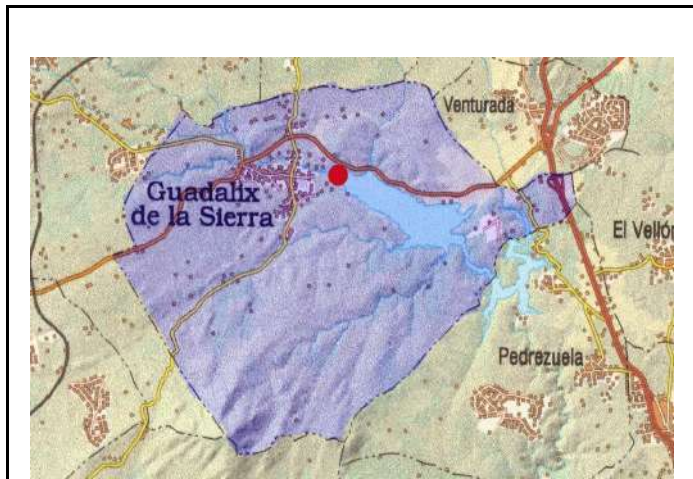 Venturada
Guadalix
de la Sierra
El Vellón
Pedrezuela